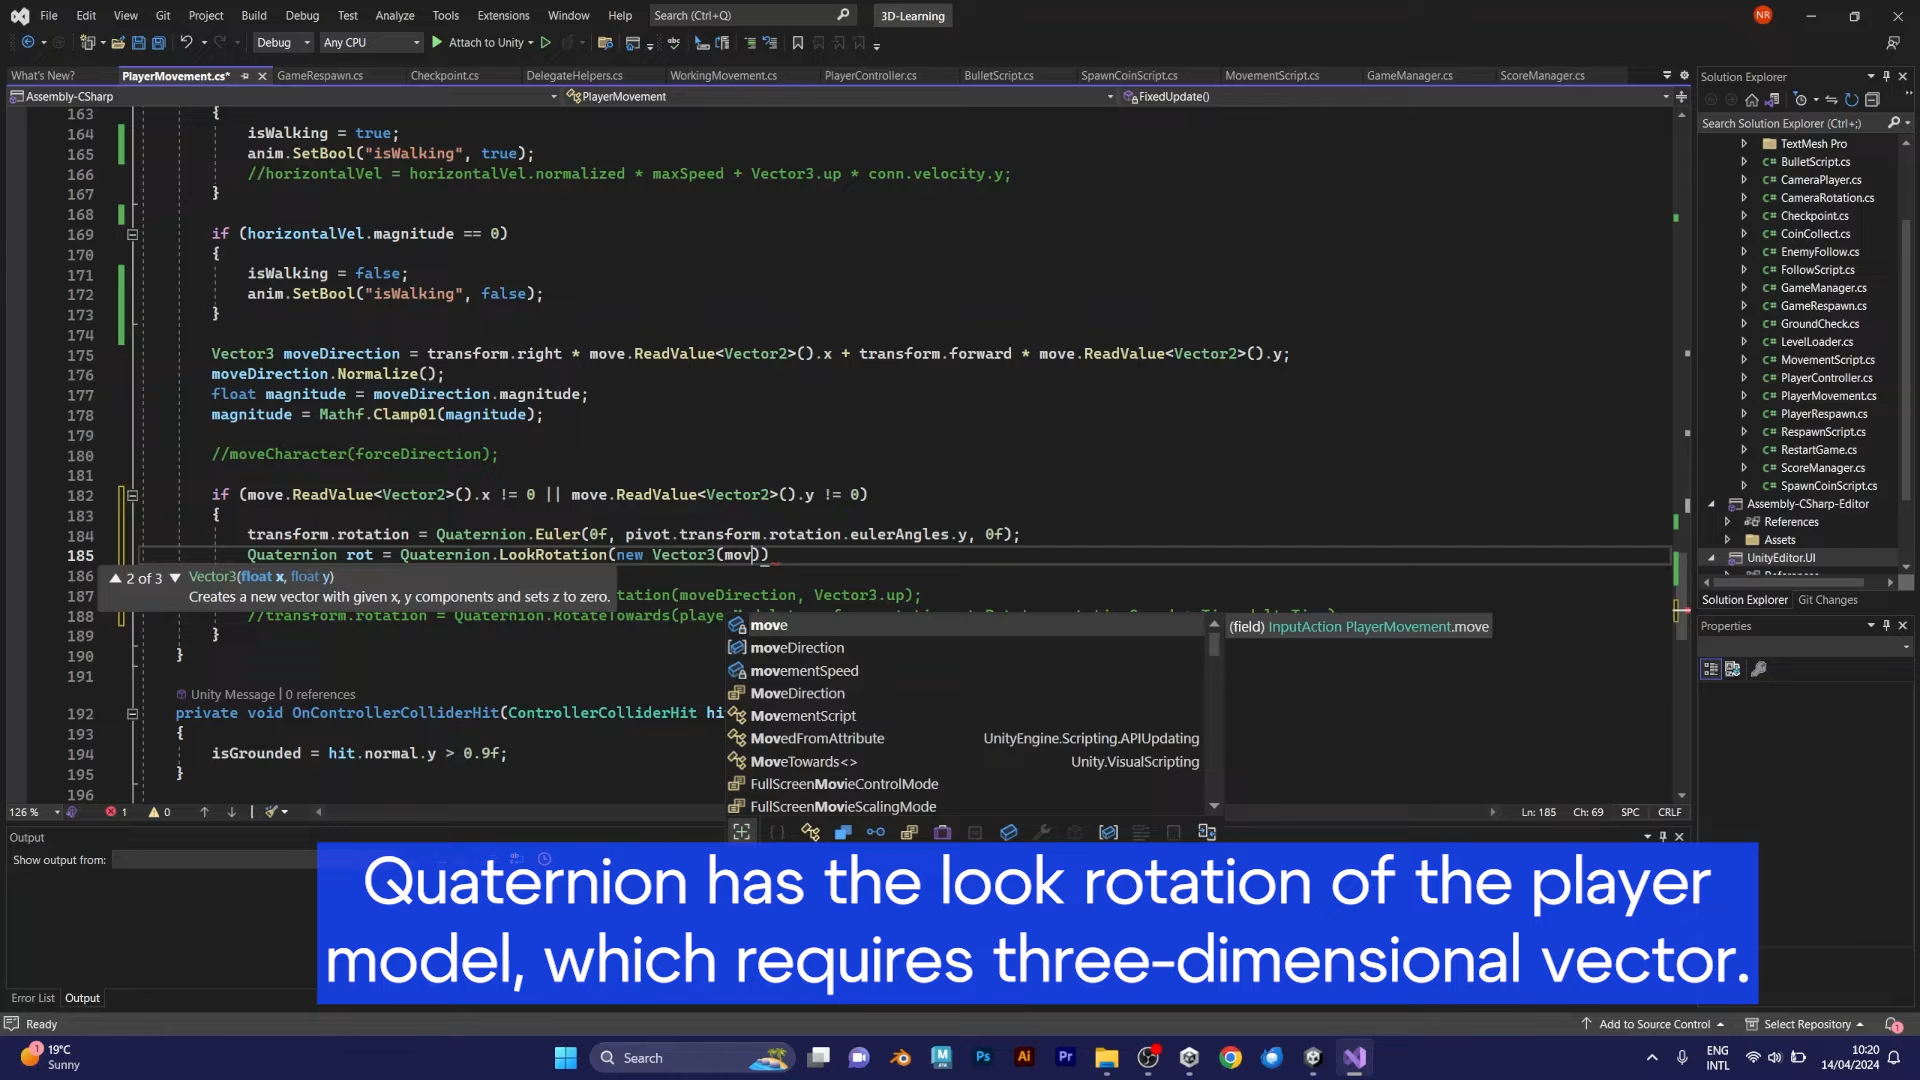 File Edit View Git Project Build Debug Test Analyze Tools Extensions Window Help Search (Ctrl+Q) 3D-Learning NR
Debug Any CPU Attach to Unity
What's New? PlayerMovement.cs* GameRespawn.cs Checkpoint.cs DelegateHelpers.cs WorkingMovement.cs PlayerController.cs BulletScript.cs SpawnCoinScript.cs MovementScript.cs GameManager.cs ScoreManager.cs
Assembly-CSharp PlayerMovement FixedUpdate()
163 {
164 isWalking = true;
165 anim.SetBool("isWalking", true);
166 //horizontalVel = horizontalVel.normalized * maxSpeed + Vector3.up * conn.velocity.y;
167 }
168
169 if (horizontalVel.magnitude == 0)
170 {
171 isWalking = false;
172 anim.SetBool("isWalking", false);
173 }
174
175 Vector3 moveDirection = transform.right * move.ReadValue<Vector2>().x + transform.forward * move.ReadValue<Vector2>().y;
176 moveDirection.Normalize();
177 float magnitude = moveDirection.magnitude;
178 magnitude = Mathf.Clamp01(magnitude);
179
180 //moveCharacter(forceDirection);
181
182 if (move.ReadValue<Vector2>().x != 0 || move.ReadValue<Vector2>().y != 0)
183 {
184 transform.rotation = Quaternion.Euler(0f, pivot.transform.rotation.eulerAngles.y, 0f);
185 Quaternion rot = Quaternion.LookRotation(new Vector3(mov))
186 2 of 3 Vector3(float x, float y)
Creates a new vector with given x, y components and sets z to zero.
187 tation(moveDirection, Vector3.up);
188 //transform.rotation = Quaternion.RotateTowards(playe
189 }
190 }
191
Unity Message | 0 references
192 private void OnControllerColliderHit(ControllerColliderHit hi
193 {
194 isGrounded = hit.normal.y > 0.9f;
195 }
196
move (field) InputAction PlayerMovement.move
moveDirection
movementSpeed
MoveDirection
MovementScript
MovedFromAttribute UnityEngine.Scripting.APIUpdating
MoveTowards<> Unity.VisualScripting
FullScreenMovieControlMode
FullScreenMovieScalingMode
126 % 1 0 Ln: 185 Ch: 69 SPC CRLF
Output
Show output from:
Error List Output
Solution Explorer
Search Solution Explorer (Ctrl+;)
TextMesh Pro
C# BulletScript.cs
C# CameraPlayer.cs
C# CameraRotation.cs
C# Checkpoint.cs
C# CoinCollect.cs
C# EnemyFollow.cs
C# FollowScript.cs
C# GameManager.cs
C# GameRespawn.cs
C# GroundCheck.cs
C# LevelLoader.cs
C# MovementScript.cs
C# PlayerController.cs
C# PlayerMovement.cs
C# PlayerRespawn.cs
C# RespawnScript.cs
C# RestartGame.cs
C# ScoreManager.cs
C# SpawnCoinScript.cs
Assembly-CSharp-Editor
References
Assets
UnityEditor.UI
Solution Explorer Git Changes
Properties
Quaternion has the look rotation of the player
model, which requires three-dimensional vector.
Ready Add to Source Control Select Repository 1
1 19°C
Sunny
Search
Ps Ai Pr
ENG
INTL
10:20
14/04/2024